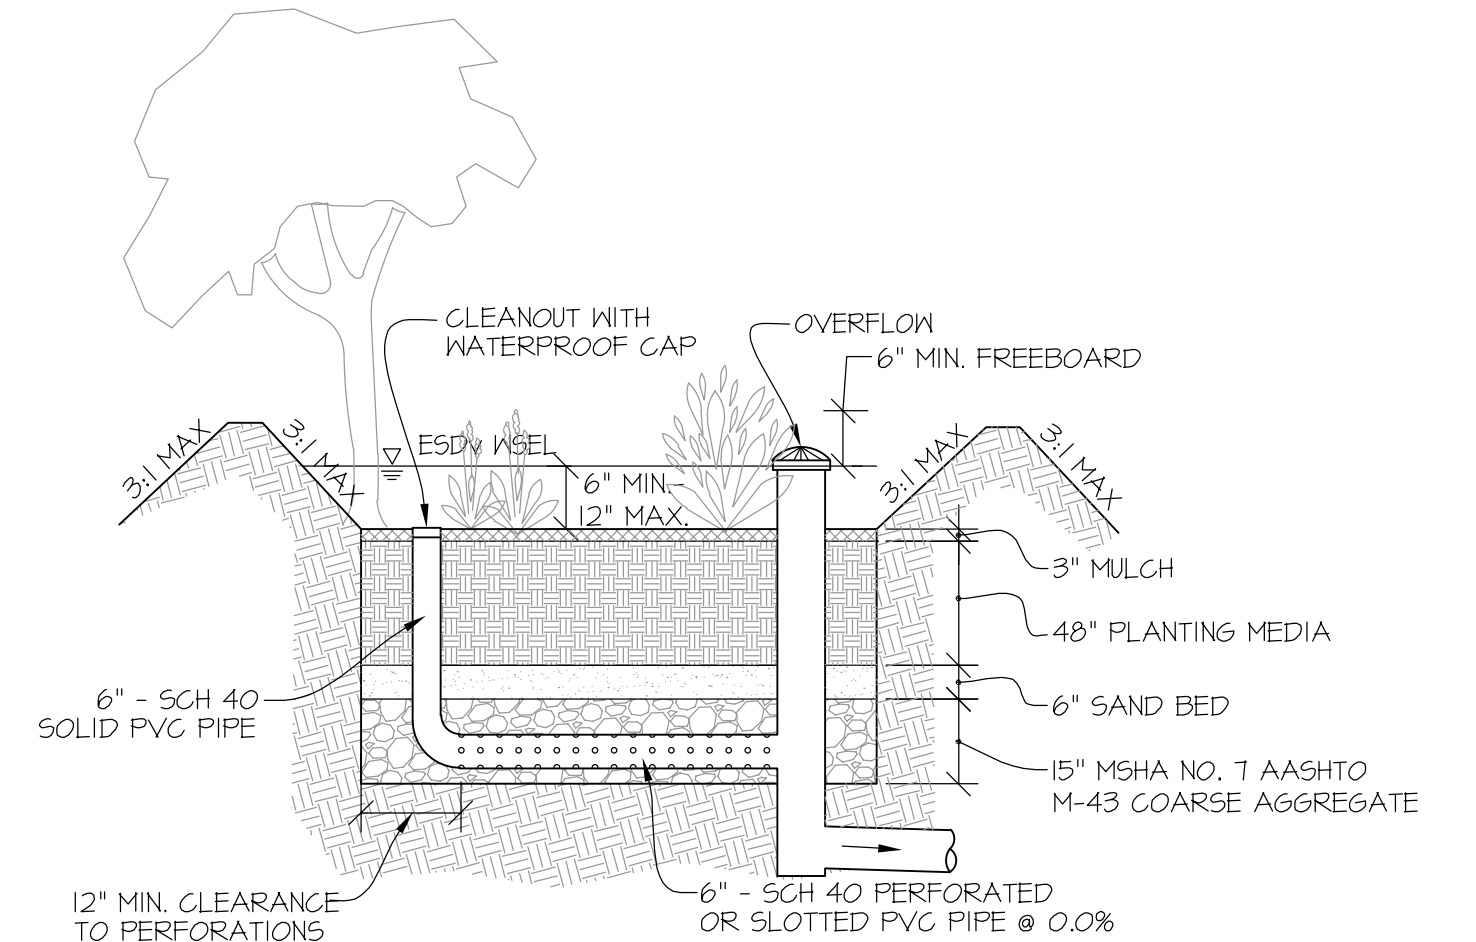 CLEANOUT WITH
WATERPROOF CAP
OVERFLOW
6" MIN. FREEBOARD
3:1 MAX
3:1 MAX
ESDv WSEL
6" MIN.-
12" MAX.
3:1 MAX
3:1 MAX
3" MULCH
48" PLANTING MEDIA
6" - SCH 40
SOLID PVC PIPE
6" SAND BED
15" MSHA NO. 7 AASHTO
M-43 COARSE AGGREGATE
12" MIN. CLEARANCE
TO PERFORATIONS
6" - SCH 40 PERFORATED
OR SLOTTED PVC PIPE @ 0.0%